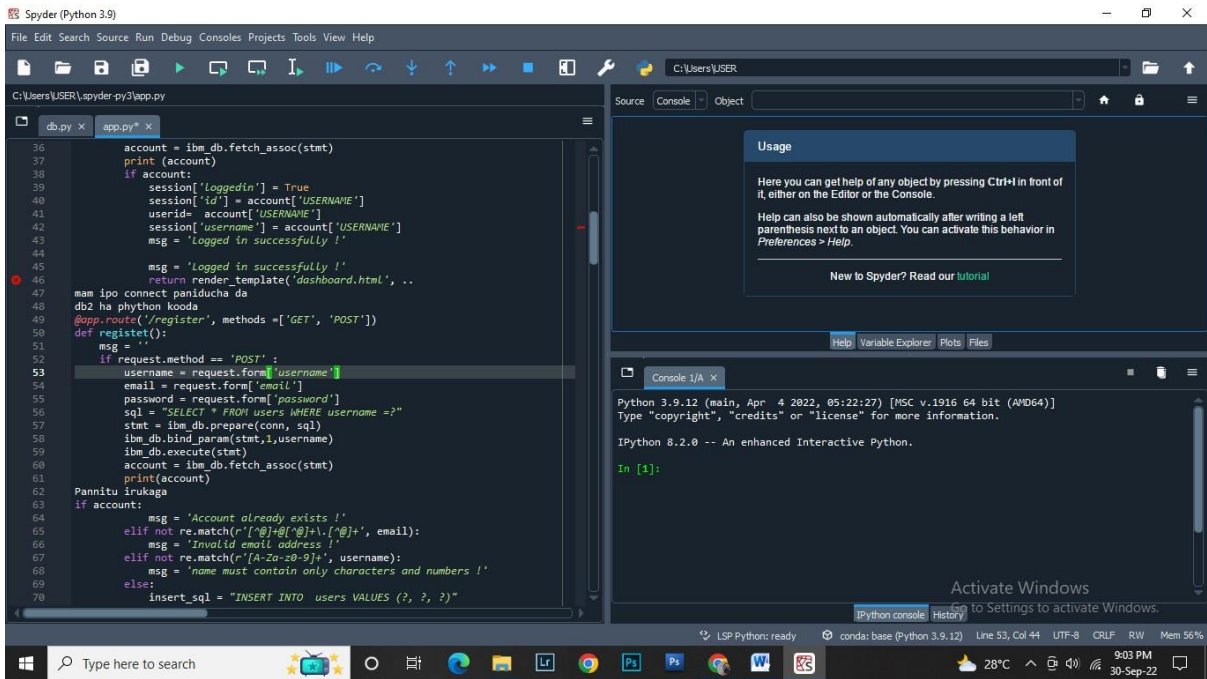 Spyder (Python 3.9)
File Edit Search Source Run Debug Consoles Projects Tools View Help
C:\Users\USER
C:\Users\USER\.spyder-py3\app.py
db.py
app.py*
36 account = ibm_db.fetch_assoc(stmt)
37 print (account)
38 if account:
39 session['loggedin'] = True
40 session['id'] = account['USERNAME']
41 userid= account['USERNAME']
42 session['username'] = account['USERNAME']
43 msg = 'Logged in successfully !'
44
45 msg = 'Logged in successfully !'
46 return render_template('dashboard.html', ..
47 mam ipo connect paniducha da
48 db2 ha phython kooda
49 @app.route('/register', methods =['GET', 'POST'])
50 def registet():
51 msg = ''
52 if request.method == 'POST' :
53 username = request.form['username']
54 email = request.form['email']
55 password = request.form['password']
56 sql = "SELECT * FROM users WHERE username =?"
57 stmt = ibm_db.prepare(conn, sql)
58 ibm_db.bind_param(stmt,1,username)
59 ibm_db.execute(stmt)
60 account = ibm_db.fetch_assoc(stmt)
61 print(account)
62 Pannitu irukaga
63 if account:
64 msg = 'Account already exists !'
65 elif not re.match(r'[^@]+@[^@]+\.[^@]+', email):
66 msg = 'Invalid email address !'
67 elif not re.match(r'[A-Za-z0-9]+', username):
68 msg = 'name must contain only characters and numbers !'
69 else:
70 insert_sql = "INSERT INTO users VALUES (?, ?, ?)"
Source Console Object
Usage
Here you can get help of any object by pressing Ctrl+I in front of
it, either on the Editor or the Console.
Help can also be shown automatically after writing a left
parenthesis next to an object. You can activate this behavior in
Preferences > Help.
New to Spyder? Read our tutorial
Help Variable Explorer Plots Files
Console 1/A
Python 3.9.12 (main, Apr 4 2022, 05:22:27) [MSC v.1916 64 bit (AMD64)]
Type "copyright", "credits" or "license" for more information.
IPython 8.2.0 -- An enhanced Interactive Python.
In [1]:
Activate Windows
Go to Settings to activate Windows.
IPython console History
LSP Python: ready conda: base (Python 3.9.12) Line 53, Col 44 UTF-8 CRLF RW Mem 56%
Type here to search
Lr
Ps
Ps
W
28°C
9:03 PM
30-Sep-22